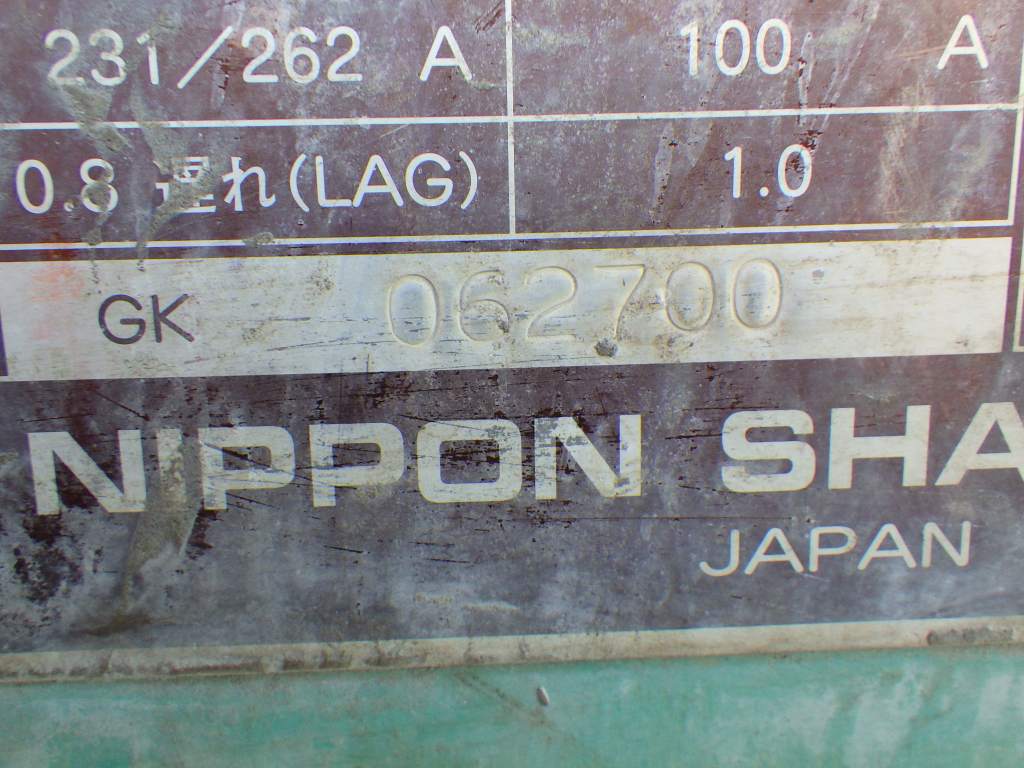 231/262 A 100 A
0.8 遅れ(LAG) 1.0
GK 062700
NIPPON SHA
JAPAN